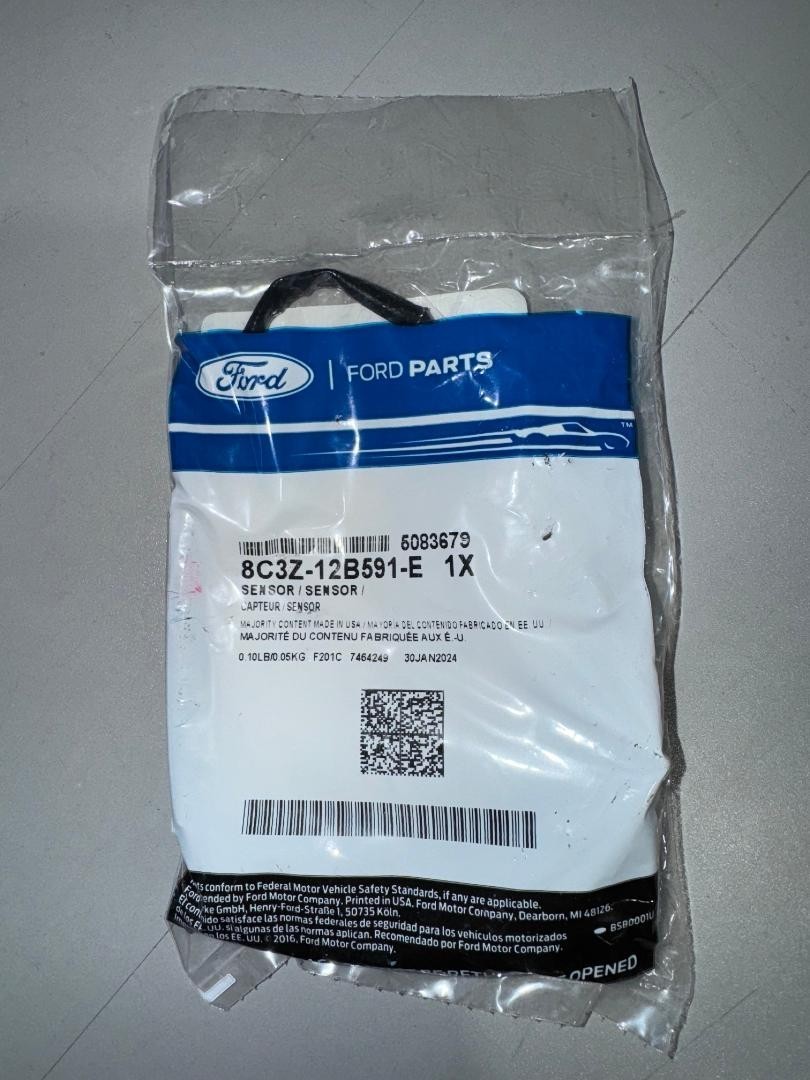 Ford | FORD PARTS
TM
5083679
8C3Z-12B591-E 1X
SENSOR / SENSOR /
CAPTEUR / SENSOR
MAJORITY CONTENT MADE IN USA / MAYORIA DEL CONTENIDO FABRICADO EN EE. UU. /
MAJORITÉ DU CONTENU FABRIQUÉE AUX É.-U.
0.10LB/0.05KG F201C 7464249 30JAN2024
conform to Federal Motor Vehicle Safety Standards, if any are applicable.
by Ford Motor Company. Printed in USA. Ford Motor Company, Dearborn, MI 48126.
GmbH, Henry-Ford-Straße 1, 50735 Köln.
satisface las normas federales de seguridad para los vehículos motorizados
UU. si algunas de las normas aplican. Recomendado por Ford Motor Company.
los EE. UU. © 2016, Ford Motor Company.
BSB0001U
OPENED